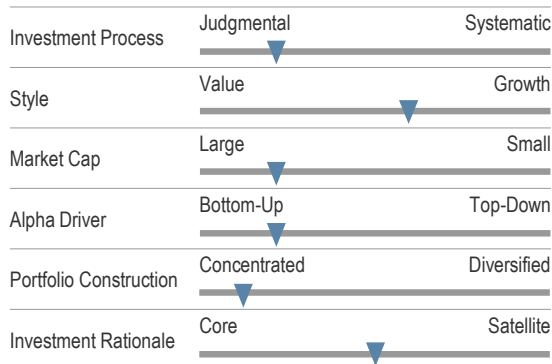 Judgmental Systematic
Investment Process
Value Growth
Style
Large Small
Market Cap
Bottom-Up Top-Down
Alpha Driver
Concentrated Diversified
Portfolio Construction
Core Satellite
Investment Rationale